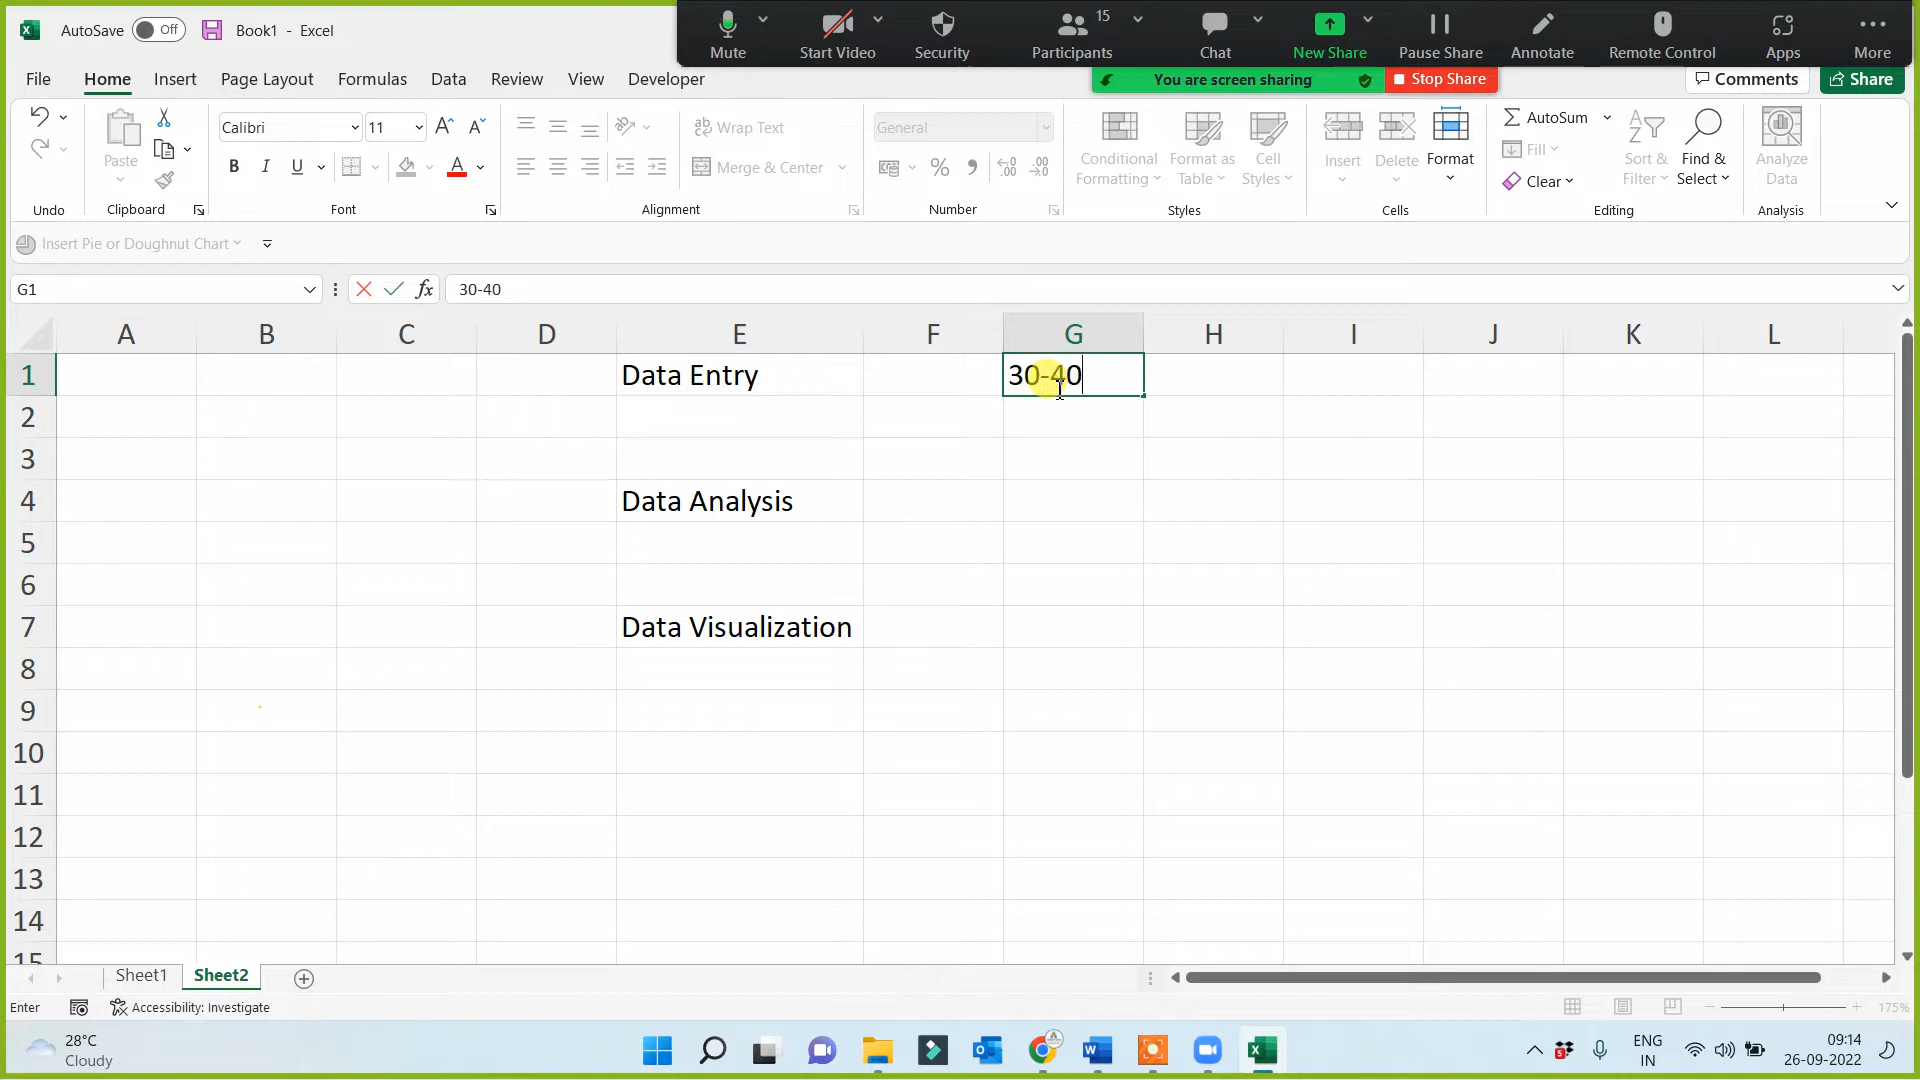 AutoSave Off Book1 - Excel
Mute Start Video Security 15 Participants Chat New Share Pause Share Annotate Remote Control Apps More
You are screen sharing Stop Share
File Home Insert Page Layout Formulas Data Review View Developer Comments Share
Calibri 11 Wrap Text General
AutoSum
Paste Merge & Center
Conditional Formatting Format as Table Cell Styles Insert Delete Format
Fill
Clear
Sort & Filter Find & Select Analyze Data
B I U A % 
Undo Clipboard Font Alignment Number Styles Cells Editing Analysis
Insert Pie or Doughnut Chart
G1 fx 30-40
A B C D E F G H I J K L
1 Data Entry 30-40
2
3
4 Data Analysis
5
6
7 Data Visualization
8
9
10
11
12
13
14
15
Sheet1 Sheet2
Enter Accessibility: Investigate 175%
28°C
Cloudy
ENG
IN
09:14
26-09-2022